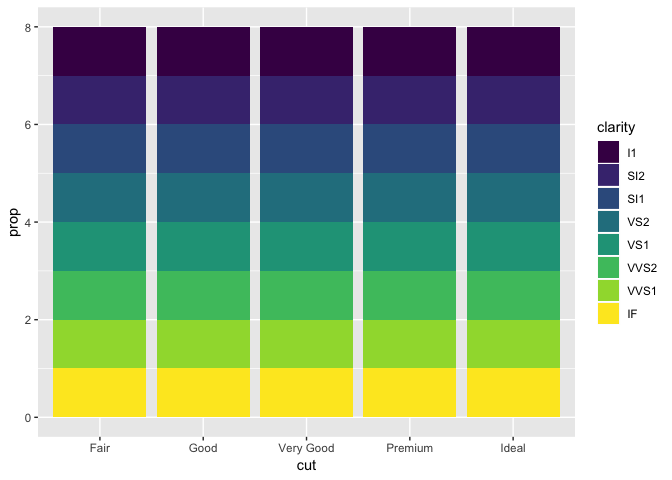 8
6
4
2
0
prop
Fair Good Very Good Premium Ideal
cut
clarity
I1
SI2
SI1
VS2
VS1
VVS2
VVS1
IF